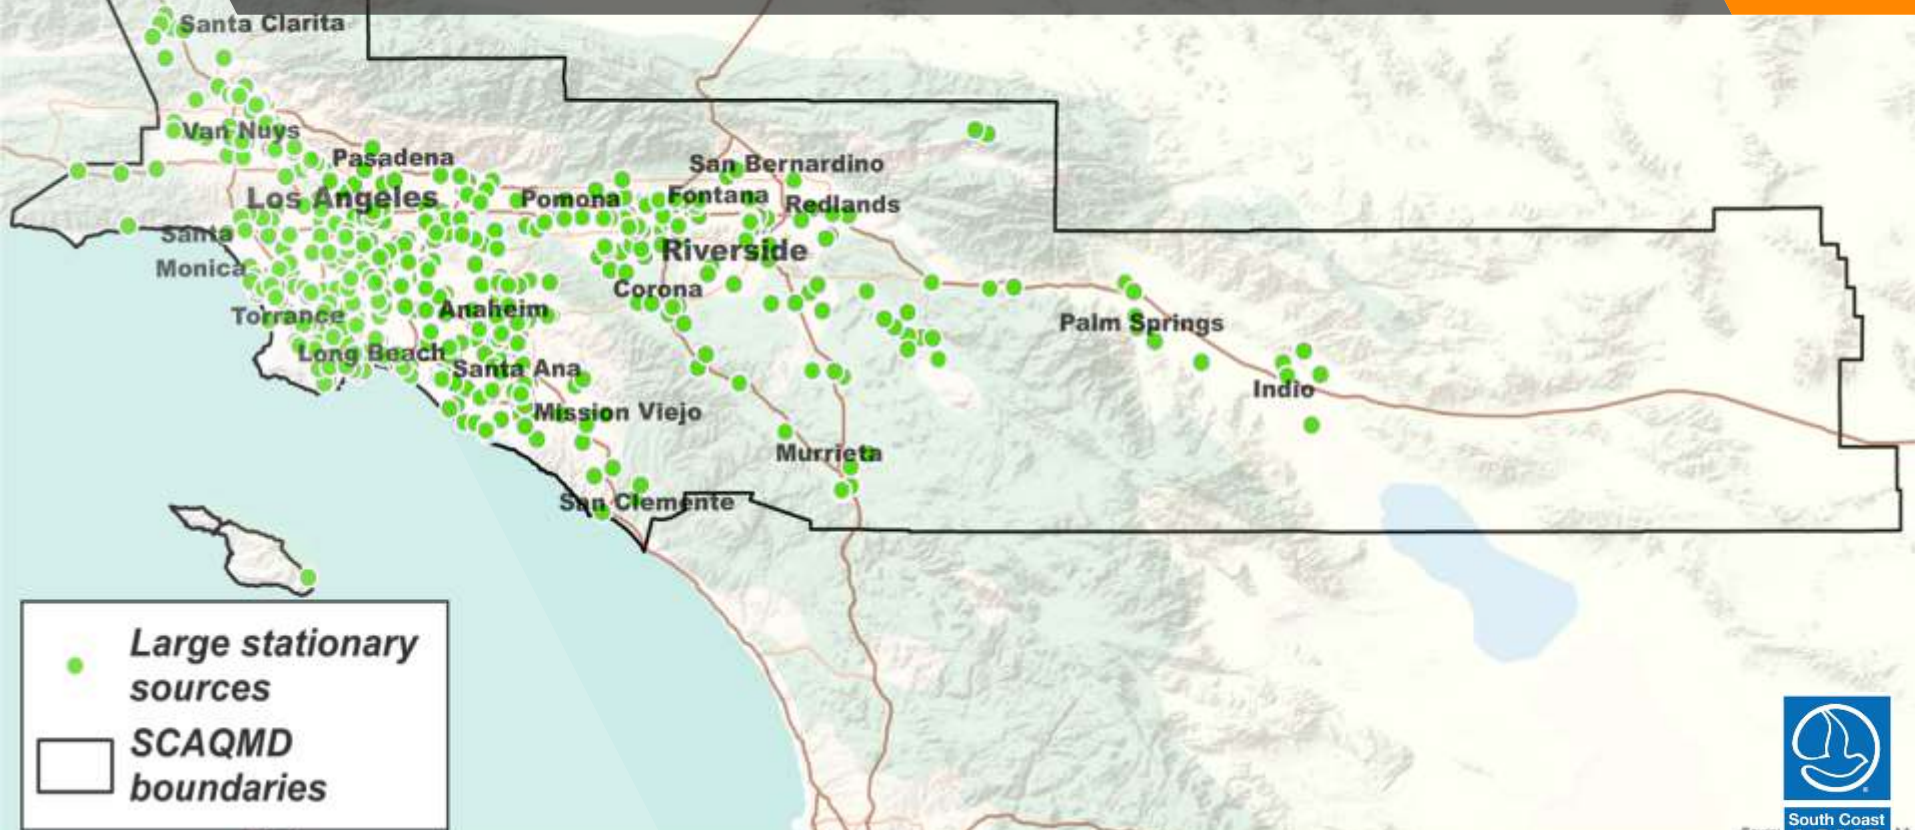 Santa Clarita
Van Nuys
Pasadena
San Bernardino
Los Angeles
Pomona
Fontana
Redlands
Santa
Monica
Riverside
Corona
Torrance
Anaheim
Palm Springs
Long Beach
Santa Ana
Indio
Mission Viejo
Murrieta
San Clemente
Large stationary
sources
SCAQMD
boundaries
South Coast